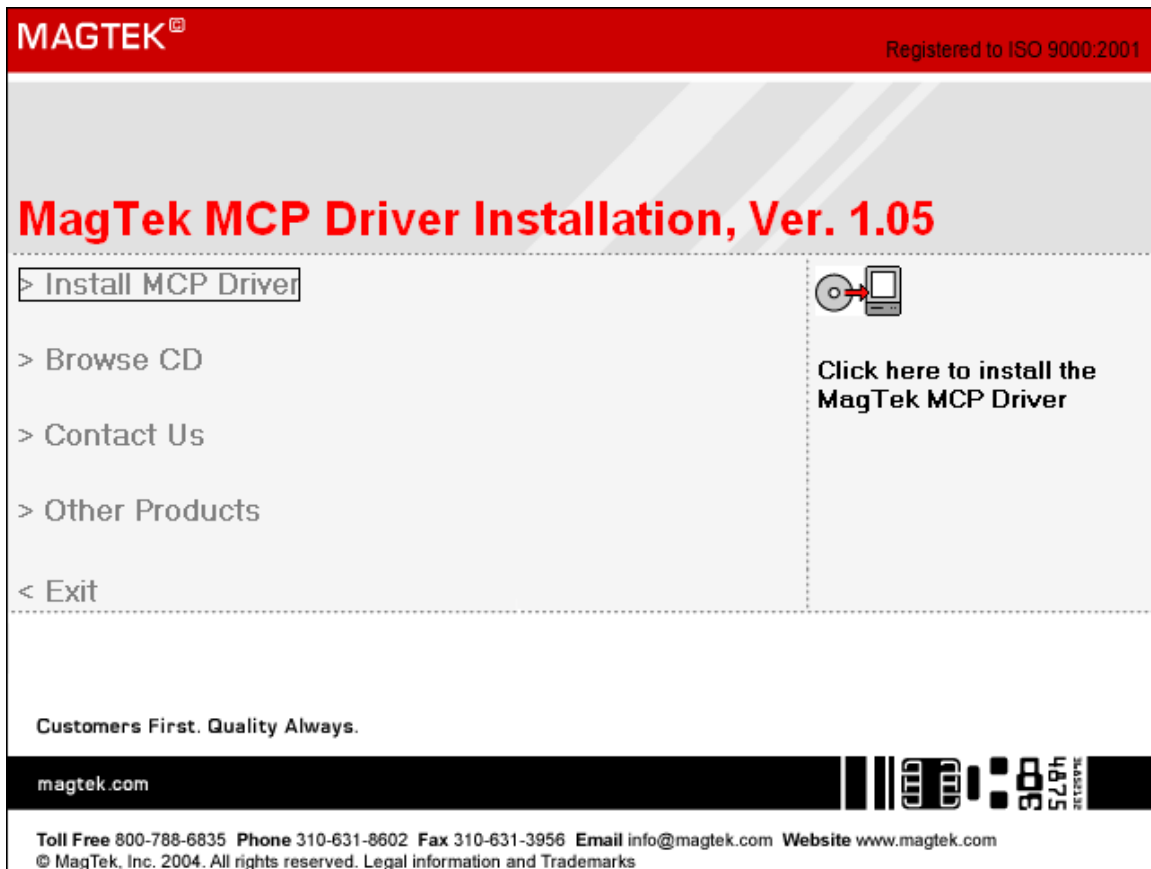 MAGTEK©
Registered to ISO 9000:2001
MagTek MCP Driver Installation, Ver. 1.05
> Install MCP Driver
> Browse CD
> Contact Us
> Other Products
< Exit
Click here to install the
MagTek MCP Driver
Customers First. Quality Always.
magtek.com
4875
Toll Free 800-788-6835 Phone 310-631-8602 Fax 310-631-3956 Email info@magtek.com Website www.magtek.com
© MagTek, Inc. 2004. All rights reserved. Legal information and Trademarks